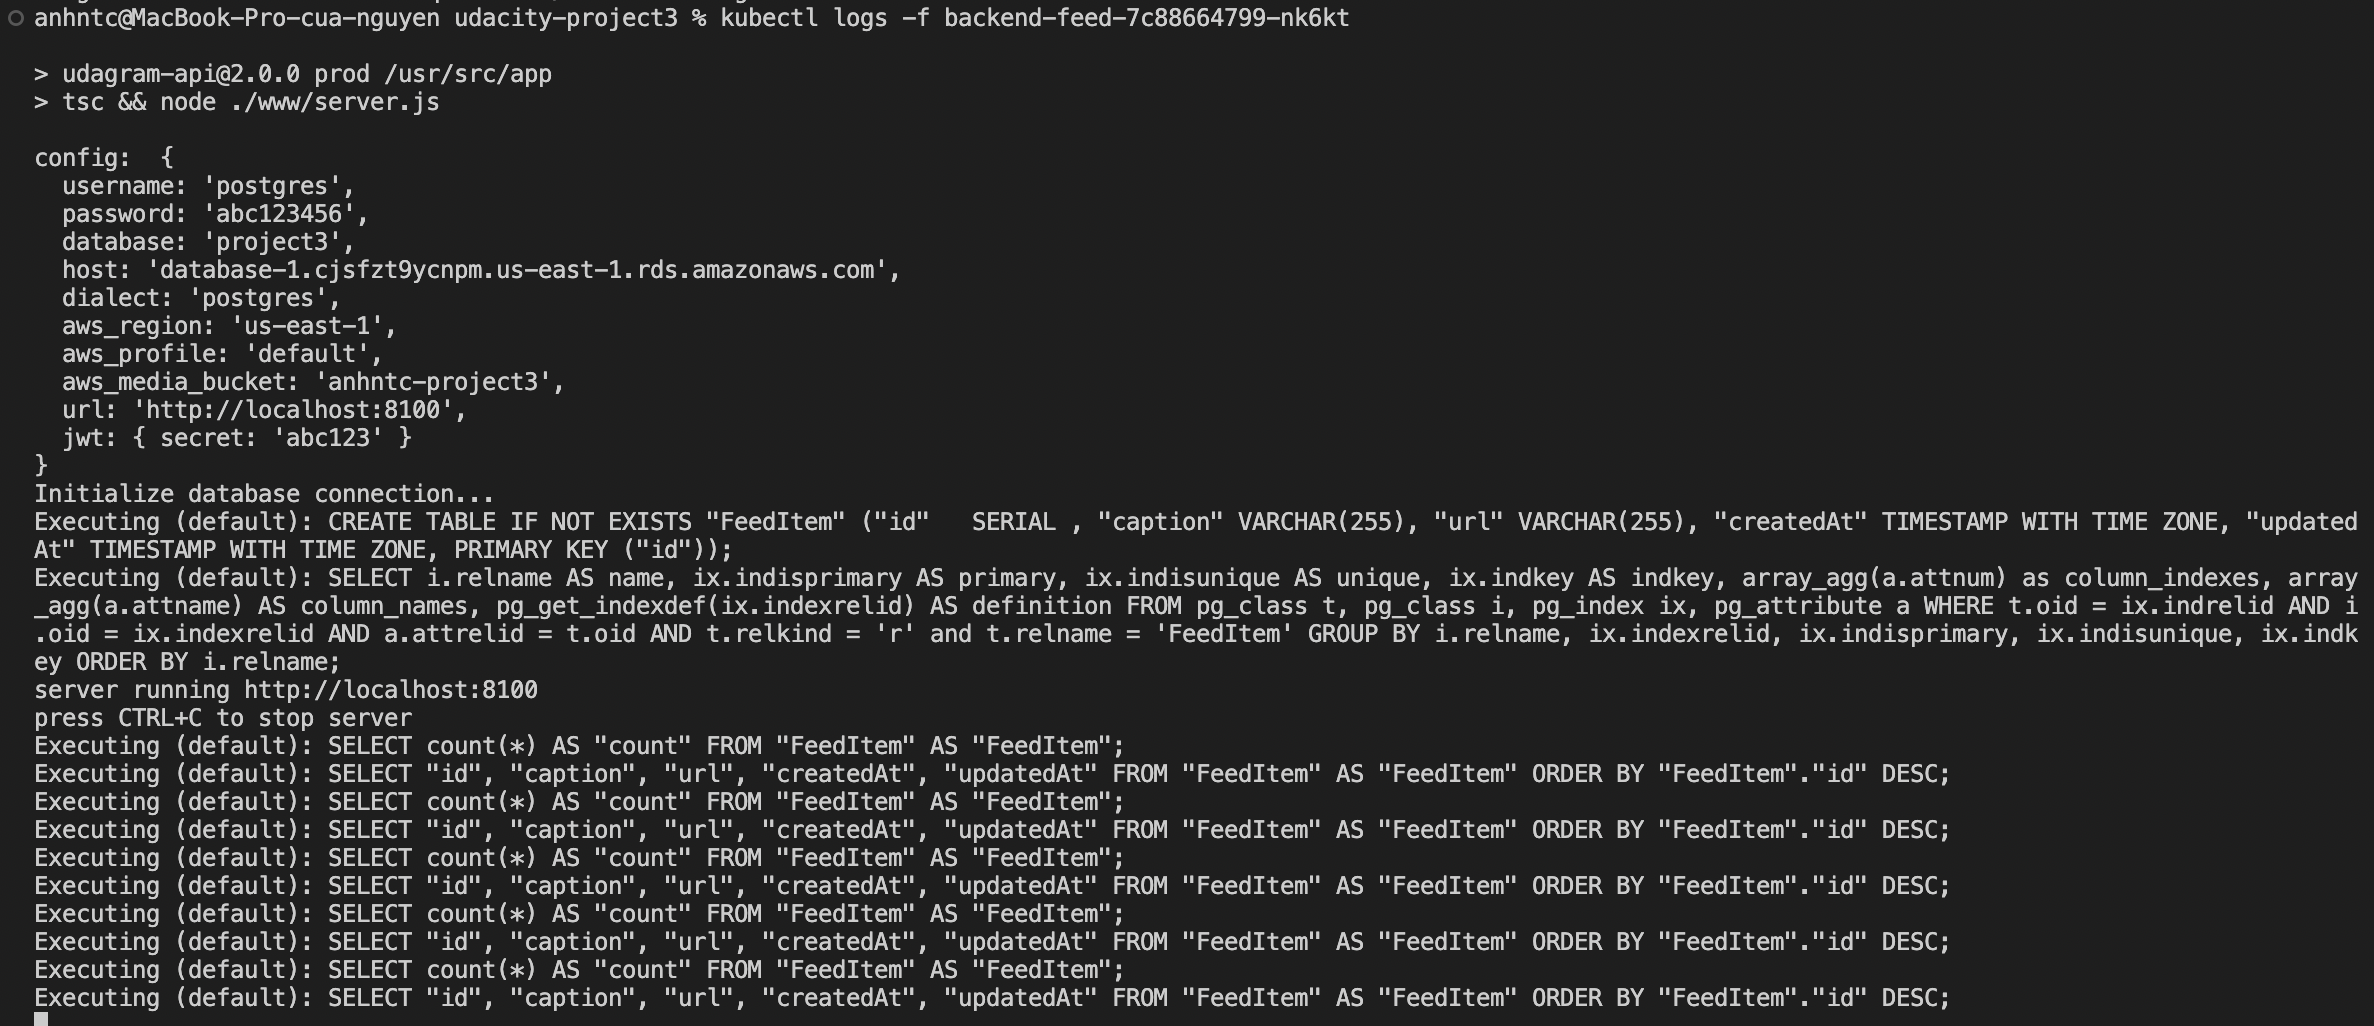 anhntc@MacBook-Pro-cua-nguyen udacity-project3 % kubectl logs -f backend-feed-7c88664799-nk6kt
> udagram-api@2.0.0 prod /usr/src/app
> tsc && node ./www/server.js
config:  {
  username: 'postgres',
  password: 'abc123456',
  database: 'project3',
  host: 'database-1.cjsfzt9ycnpm.us-east-1.rds.amazonaws.com',
  dialect: 'postgres',
  aws_region: 'us-east-1',
  aws_profile: 'default',
  aws_media_bucket: 'anhntc-project3',
  url: 'http://localhost:8100',
  jwt: { secret: 'abc123' }
}
Initialize database connection...
Executing (default): CREATE TABLE IF NOT EXISTS "FeedItem" ("id"   SERIAL , "caption" VARCHAR(255), "url" VARCHAR(255), "createdAt" TIMESTAMP WITH TIME ZONE, "updated
At" TIMESTAMP WITH TIME ZONE, PRIMARY KEY ("id"));
Executing (default): SELECT i.relname AS name, ix.indisprimary AS primary, ix.indisunique AS unique, ix.indkey AS indkey, array_agg(a.attnum) as column_indexes, array
_agg(a.attname) AS column_names, pg_get_indexdef(ix.indexrelid) AS definition FROM pg_class t, pg_class i, pg_index ix, pg_attribute a WHERE t.oid = ix.indrelid AND i
.oid = ix.indexrelid AND a.attrelid = t.oid AND t.relkind = 'r' and t.relname = 'FeedItem' GROUP BY i.relname, ix.indexrelid, ix.indisprimary, ix.indisunique, ix.indk
ey ORDER BY i.relname;
server running http://localhost:8100
press CTRL+C to stop server
Executing (default): SELECT count(*) AS "count" FROM "FeedItem" AS "FeedItem";
Executing (default): SELECT "id", "caption", "url", "createdAt", "updatedAt" FROM "FeedItem" AS "FeedItem" ORDER BY "FeedItem"."id" DESC;
Executing (default): SELECT count(*) AS "count" FROM "FeedItem" AS "FeedItem";
Executing (default): SELECT "id", "caption", "url", "createdAt", "updatedAt" FROM "FeedItem" AS "FeedItem" ORDER BY "FeedItem"."id" DESC;
Executing (default): SELECT count(*) AS "count" FROM "FeedItem" AS "FeedItem";
Executing (default): SELECT "id", "caption", "url", "createdAt", "updatedAt" FROM "FeedItem" AS "FeedItem" ORDER BY "FeedItem"."id" DESC;
Executing (default): SELECT count(*) AS "count" FROM "FeedItem" AS "FeedItem";
Executing (default): SELECT "id", "caption", "url", "createdAt", "updatedAt" FROM "FeedItem" AS "FeedItem" ORDER BY "FeedItem"."id" DESC;
Executing (default): SELECT count(*) AS "count" FROM "FeedItem" AS "FeedItem";
Executing (default): SELECT "id", "caption", "url", "createdAt", "updatedAt" FROM "FeedItem" AS "FeedItem" ORDER BY "FeedItem"."id" DESC;